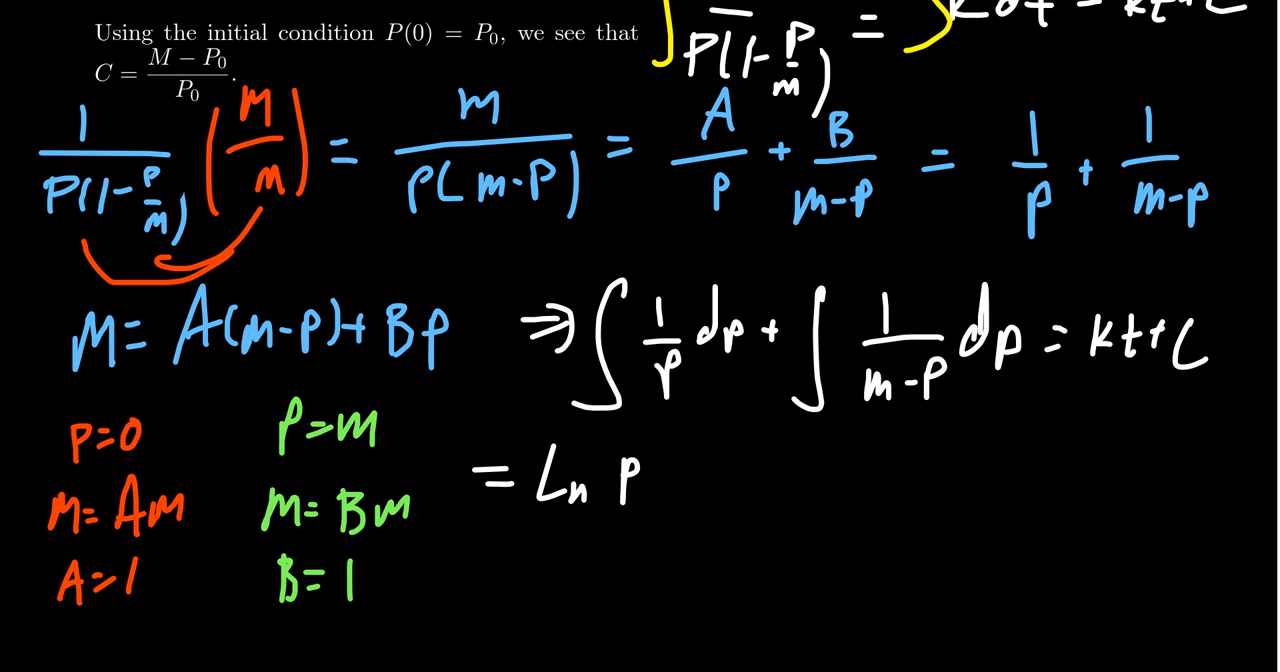 Using the initial condition P(0) = P₀, we see that
C = (M − P₀)/P₀.
∫ —/(P(1-P/m)) = ∫ k dt = kt + C
1/(P(1-P/m)) (M/m) = m/(P(m-P)) = A/P + B/(m-P) = 1/P + 1/(m-p)
M = A(m-p) + Bp
⇒ ∫ 1/P dp + ∫ 1/(m-P) dp = kt + C
P=0
M=Am
A=1
P=m
M=Bm
B=1
= Ln P